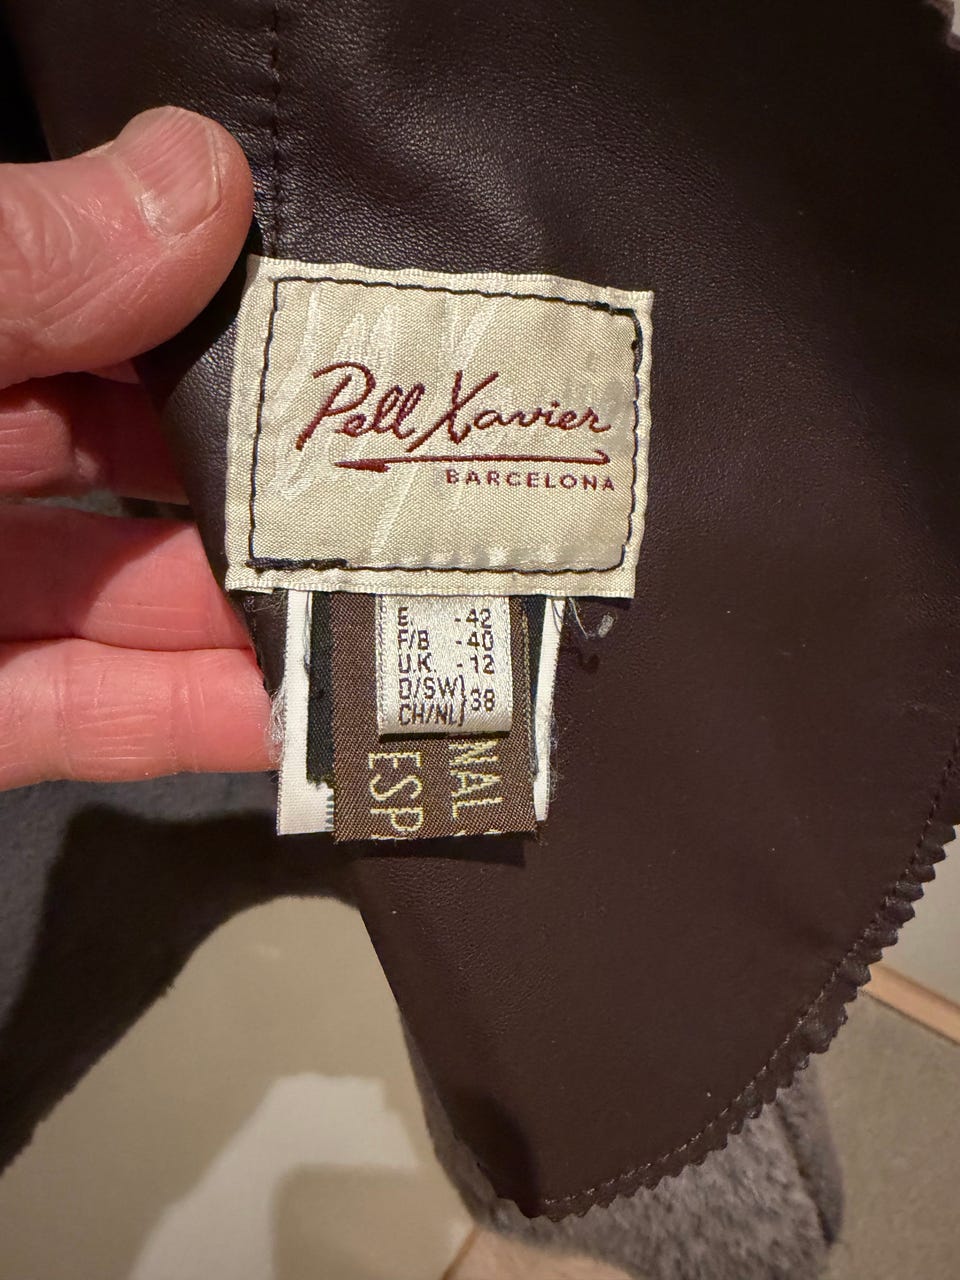 Pell Xavier
BARCELONA
E. -42
F/B -40
U.K. -12
D/SW} 38
CH/NL}
NAL
ESP